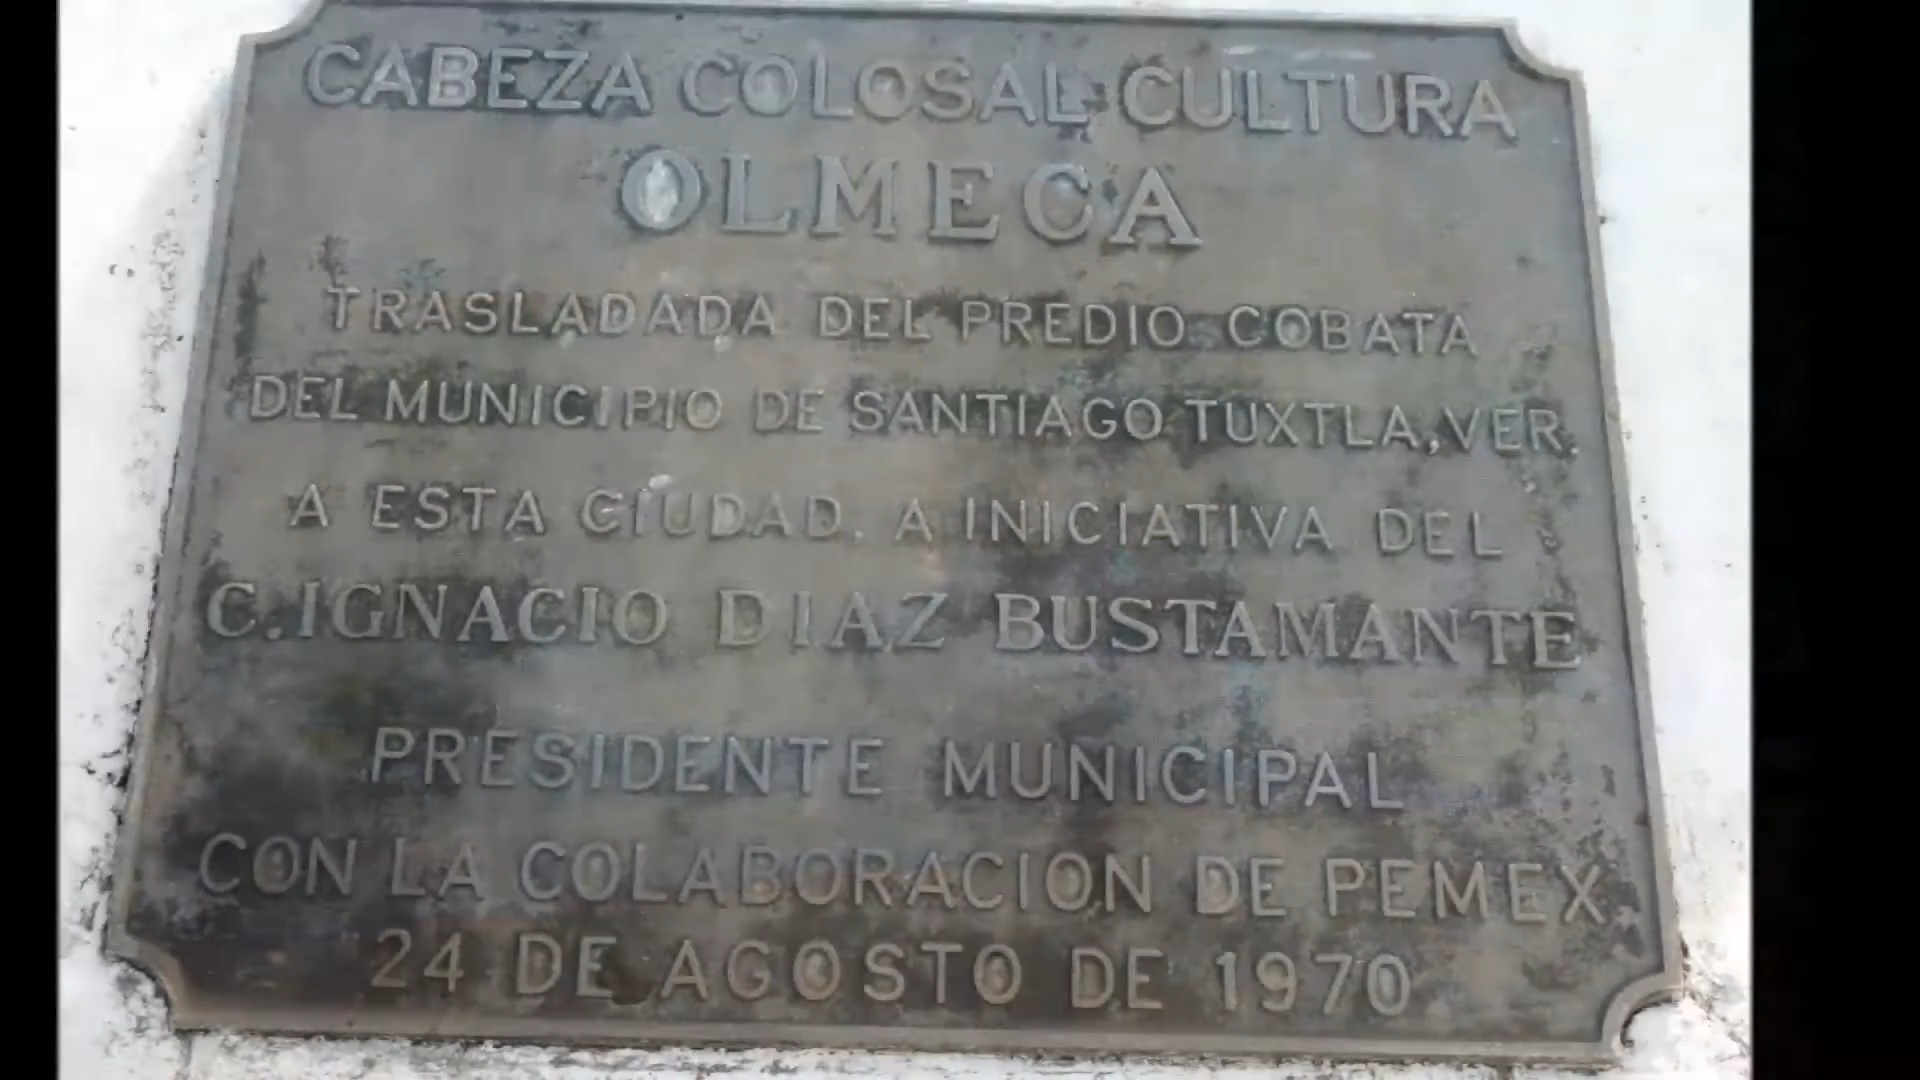 CABEZA COLOSAL CULTURA
OLMECA
TRASLADADA DEL PREDIO COBATA
DEL MUNICIPIO DE SANTIAGO TUXTLA, VER.
A ESTA CIUDAD. A INICIATIVA DEL
C. IGNACIO DIAZ BUSTAMANTE
PRESIDENTE MUNICIPAL
CON LA COLABORACION DE PEMEX
24 DE AGOSTO DE 1970